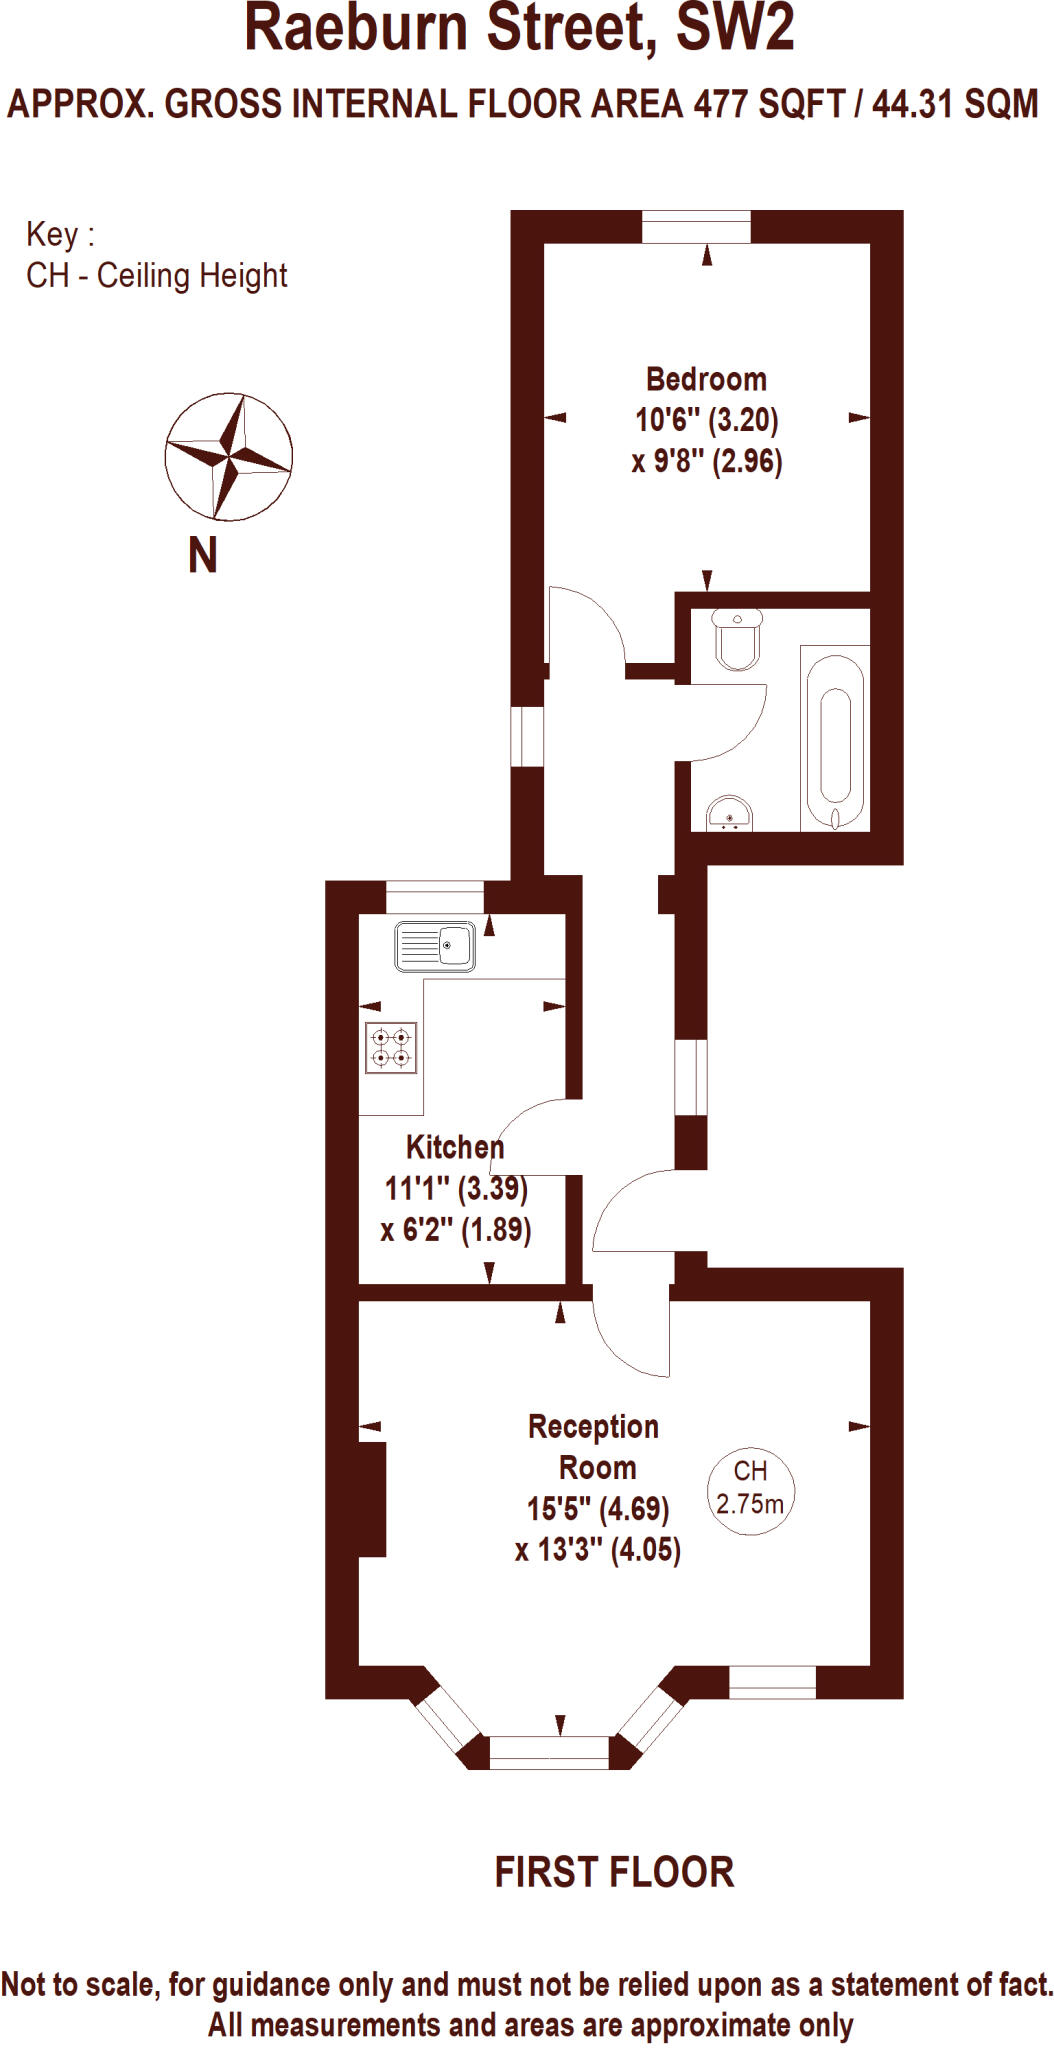 Raeburn Street, SW2
APPROX. GROSS INTERNAL FLOOR AREA 477 SQFT / 44.31 SQM
Key :
CH - Ceiling Height
N
Bedroom
10'6" (3.20)
x 9'8" (2.96)
Kitchen
11'1" (3.39)
x 6'2" (1.89)
Reception
Room
15'5" (4.69)
x 13'3" (4.05)
CH
2.75m
FIRST FLOOR
Not to scale, for guidance only and must not be relied upon as a statement of fact.
All measurements and areas are approximate only